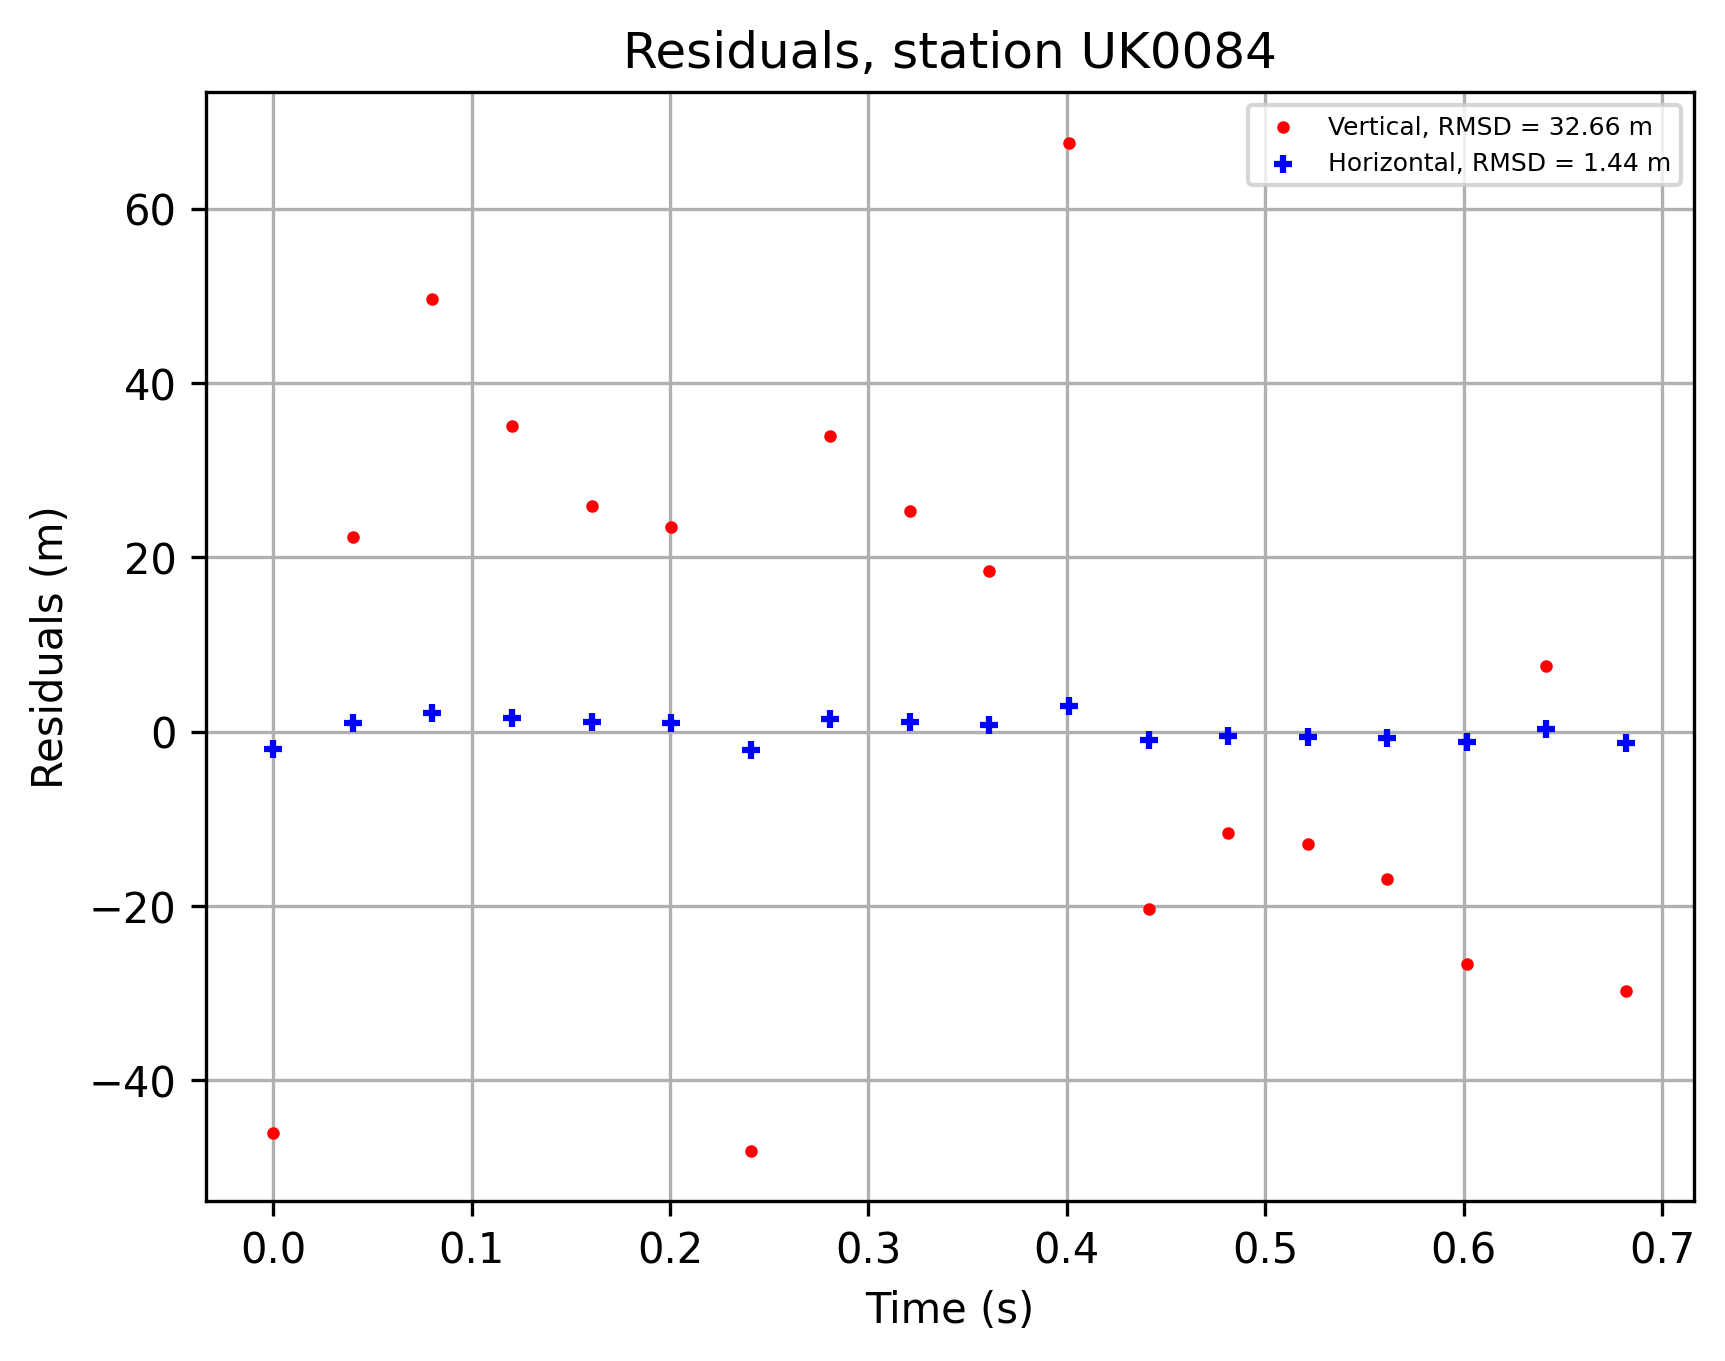 Residuals, station UK0084
Vertical, RMSD = 32.66 m
Horizontal, RMSD = 1.44 m
Residuals (m)
60
40
20
0
−20
−40
0.0 0.1 0.2 0.3 0.4 0.5 0.6 0.7
Time (s)